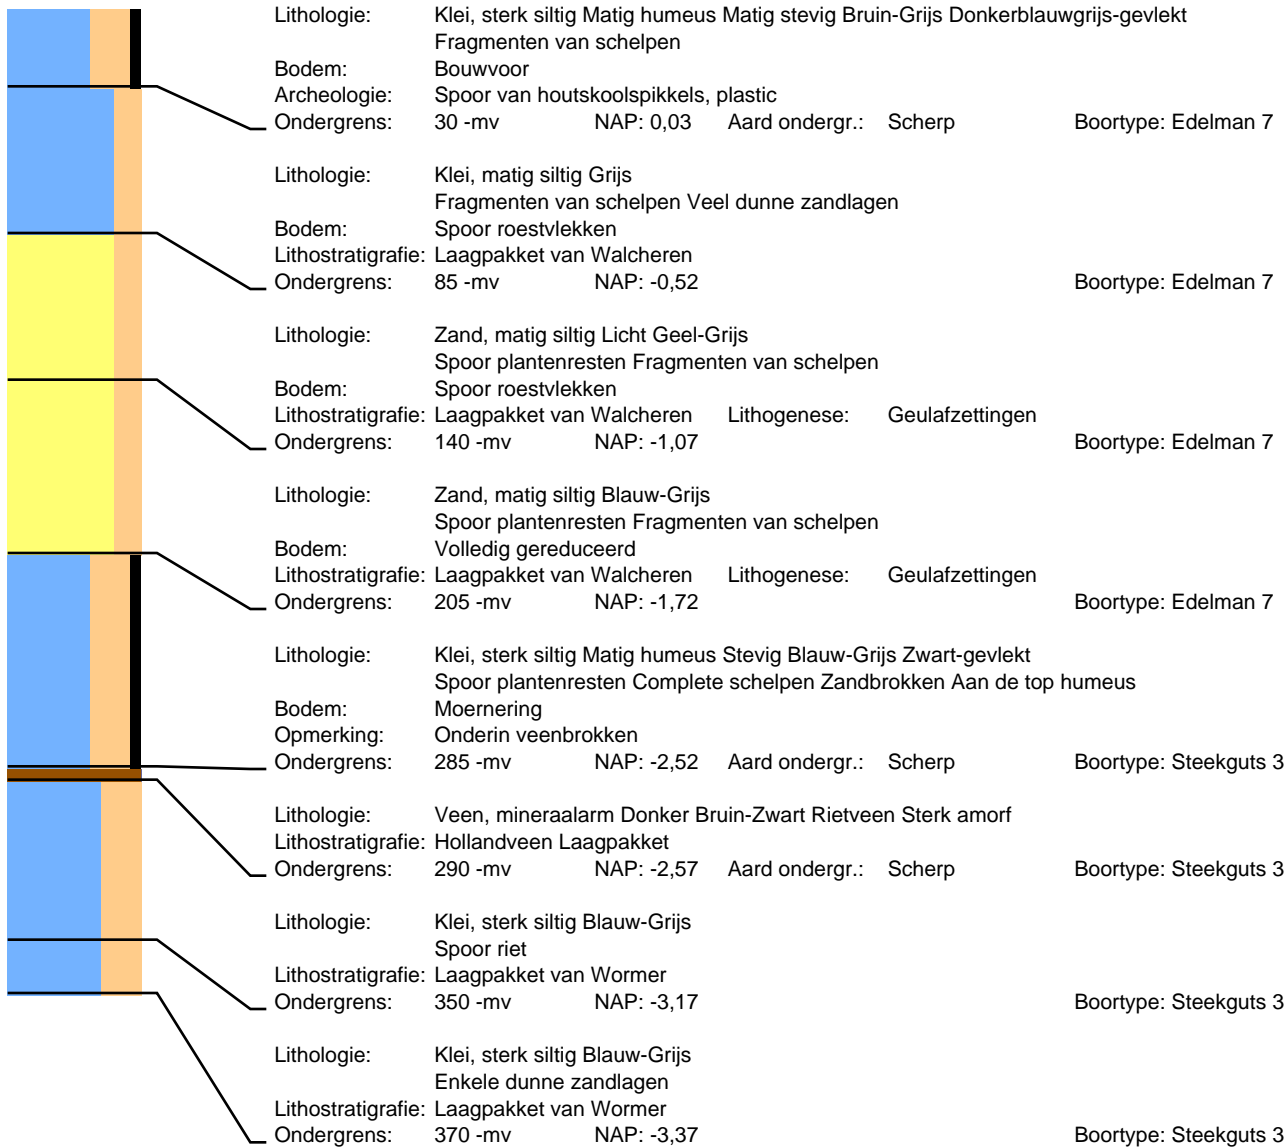 Lithologie: Klei, sterk siltig Matig humeus Matig stevig Bruin-Grijs Donkerblauwgrijs-gevlekt
Fragmenten van schelpen
Bodem: Bouwvoor
Archeologie: Spoor van houtskoolspikkels, plastic
Ondergrens: 30 -mv NAP: 0,03 Aard ondergr.: Scherp Boortype: Edelman 7
Lithologie: Klei, matig siltig Grijs
Fragmenten van schelpen Veel dunne zandlagen
Bodem: Spoor roestvlekken
Lithostratigrafie: Laagpakket van Walcheren
Ondergrens: 85 -mv NAP: -0,52 Boortype: Edelman 7
Lithologie: Zand, matig siltig Licht Geel-Grijs
Spoor plantenresten Fragmenten van schelpen
Bodem: Spoor roestvlekken
Lithostratigrafie: Laagpakket van Walcheren Lithogenese: Geulafzettingen
Ondergrens: 140 -mv NAP: -1,07 Boortype: Edelman 7
Lithologie: Zand, matig siltig Blauw-Grijs
Spoor plantenresten Fragmenten van schelpen
Bodem: Volledig gereduceerd
Lithostratigrafie: Laagpakket van Walcheren Lithogenese: Geulafzettingen
Ondergrens: 205 -mv NAP: -1,72 Boortype: Edelman 7
Lithologie: Klei, sterk siltig Matig humeus Stevig Blauw-Grijs Zwart-gevlekt
Spoor plantenresten Complete schelpen Zandbrokken Aan de top humeus
Bodem: Moernering
Opmerking: Onderin veenbrokken
Ondergrens: 285 -mv NAP: -2,52 Aard ondergr.: Scherp Boortype: Steekguts 3
Lithologie: Veen, mineraalarm Donker Bruin-Zwart Rietveen Sterk amorf
Lithostratigrafie: Hollandveen Laagpakket
Ondergrens: 290 -mv NAP: -2,57 Aard ondergr.: Scherp Boortype: Steekguts 3
Lithologie: Klei, sterk siltig Blauw-Grijs
Spoor riet
Lithostratigrafie: Laagpakket van Wormer
Ondergrens: 350 -mv NAP: -3,17 Boortype: Steekguts 3
Lithologie: Klei, sterk siltig Blauw-Grijs
Enkele dunne zandlagen
Lithostratigrafie: Laagpakket van Wormer
Ondergrens: 370 -mv NAP: -3,37 Boortype: Steekguts 3